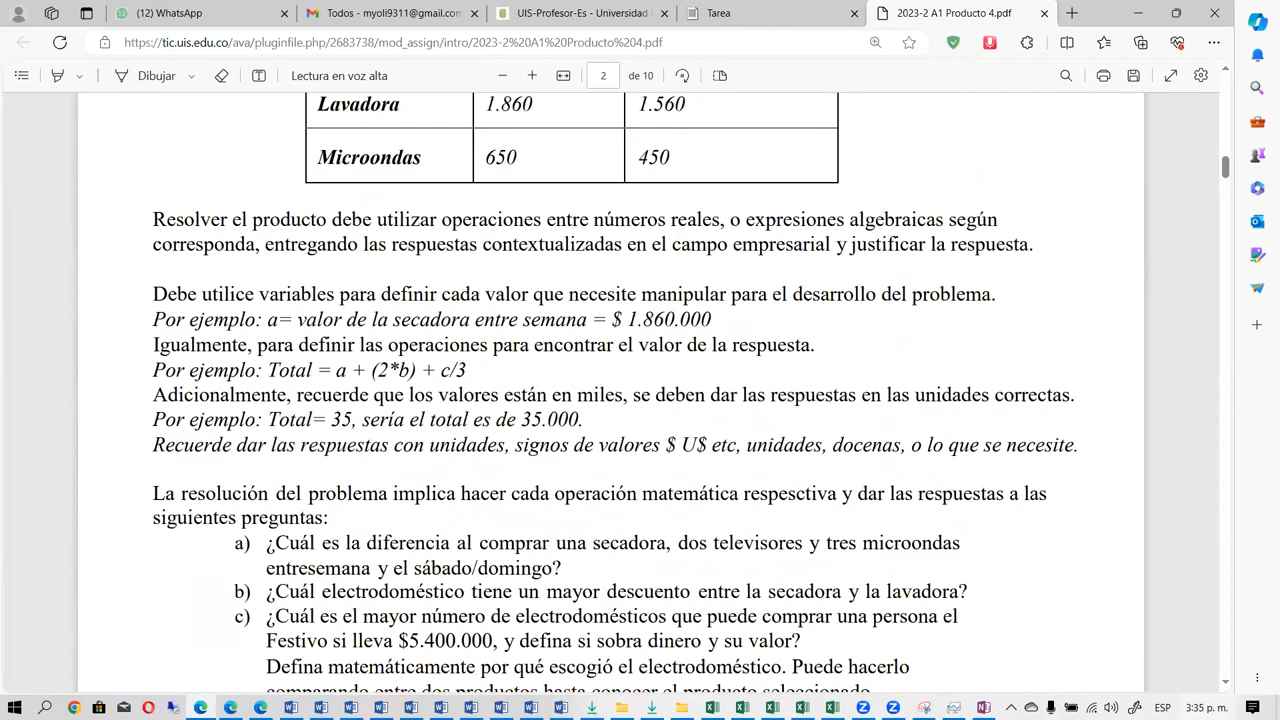 (12) WhatsApp
Todos - myoli9311@gmail.com
UIS-Profesor-Es - Universidad I
Tarea
2023-2 A1 Producto 4.pdf
https://tic.uis.edu.co/ava/pluginfile.php/2683738/mod_assign/intro/2023-2%20A1%20Producto%204.pdf
Dibujar
Lectura en voz alta
2
de 10
Lavadora 1.860 1.560
Microondas 650 450
Resolver el producto debe utilizar operaciones entre números reales, o expresiones algebraicas según
corresponda, entregando las respuestas contextualizadas en el campo empresarial y justificar la respuesta.
Debe utilice variables para definir cada valor que necesite manipular para el desarrollo del problema.
Por ejemplo: a= valor de la secadora entre semana = $ 1.860.000
Igualmente, para definir las operaciones para encontrar el valor de la respuesta.
Por ejemplo: Total = a + (2*b) + c/3
Adicionalmente, recuerde que los valores están en miles, se deben dar las respuestas en las unidades correctas.
Por ejemplo: Total= 35, sería el total es de 35.000.
Recuerde dar las respuestas con unidades, signos de valores $ U$ etc, unidades, docenas, o lo que se necesite.
La resolución del problema implica hacer cada operación matemática respesctiva y dar las respuestas a las
siguientes preguntas:
a) ¿Cuál es la diferencia al comprar una secadora, dos televisores y tres microondas
entresemana y el sábado/domingo?
b) ¿Cuál electrodoméstico tiene un mayor descuento entre la secadora y la lavadora?
c) ¿Cuál es el mayor número de electrodomésticos que puede comprar una persona el
Festivo si lleva $5.400.000, y defina si sobra dinero y su valor?
Defina matemáticamente por qué escogió el electrodoméstico. Puede hacerlo
comparando entre dos productos hasta conocer el producto seleccionado
ESP
3:35 p. m.